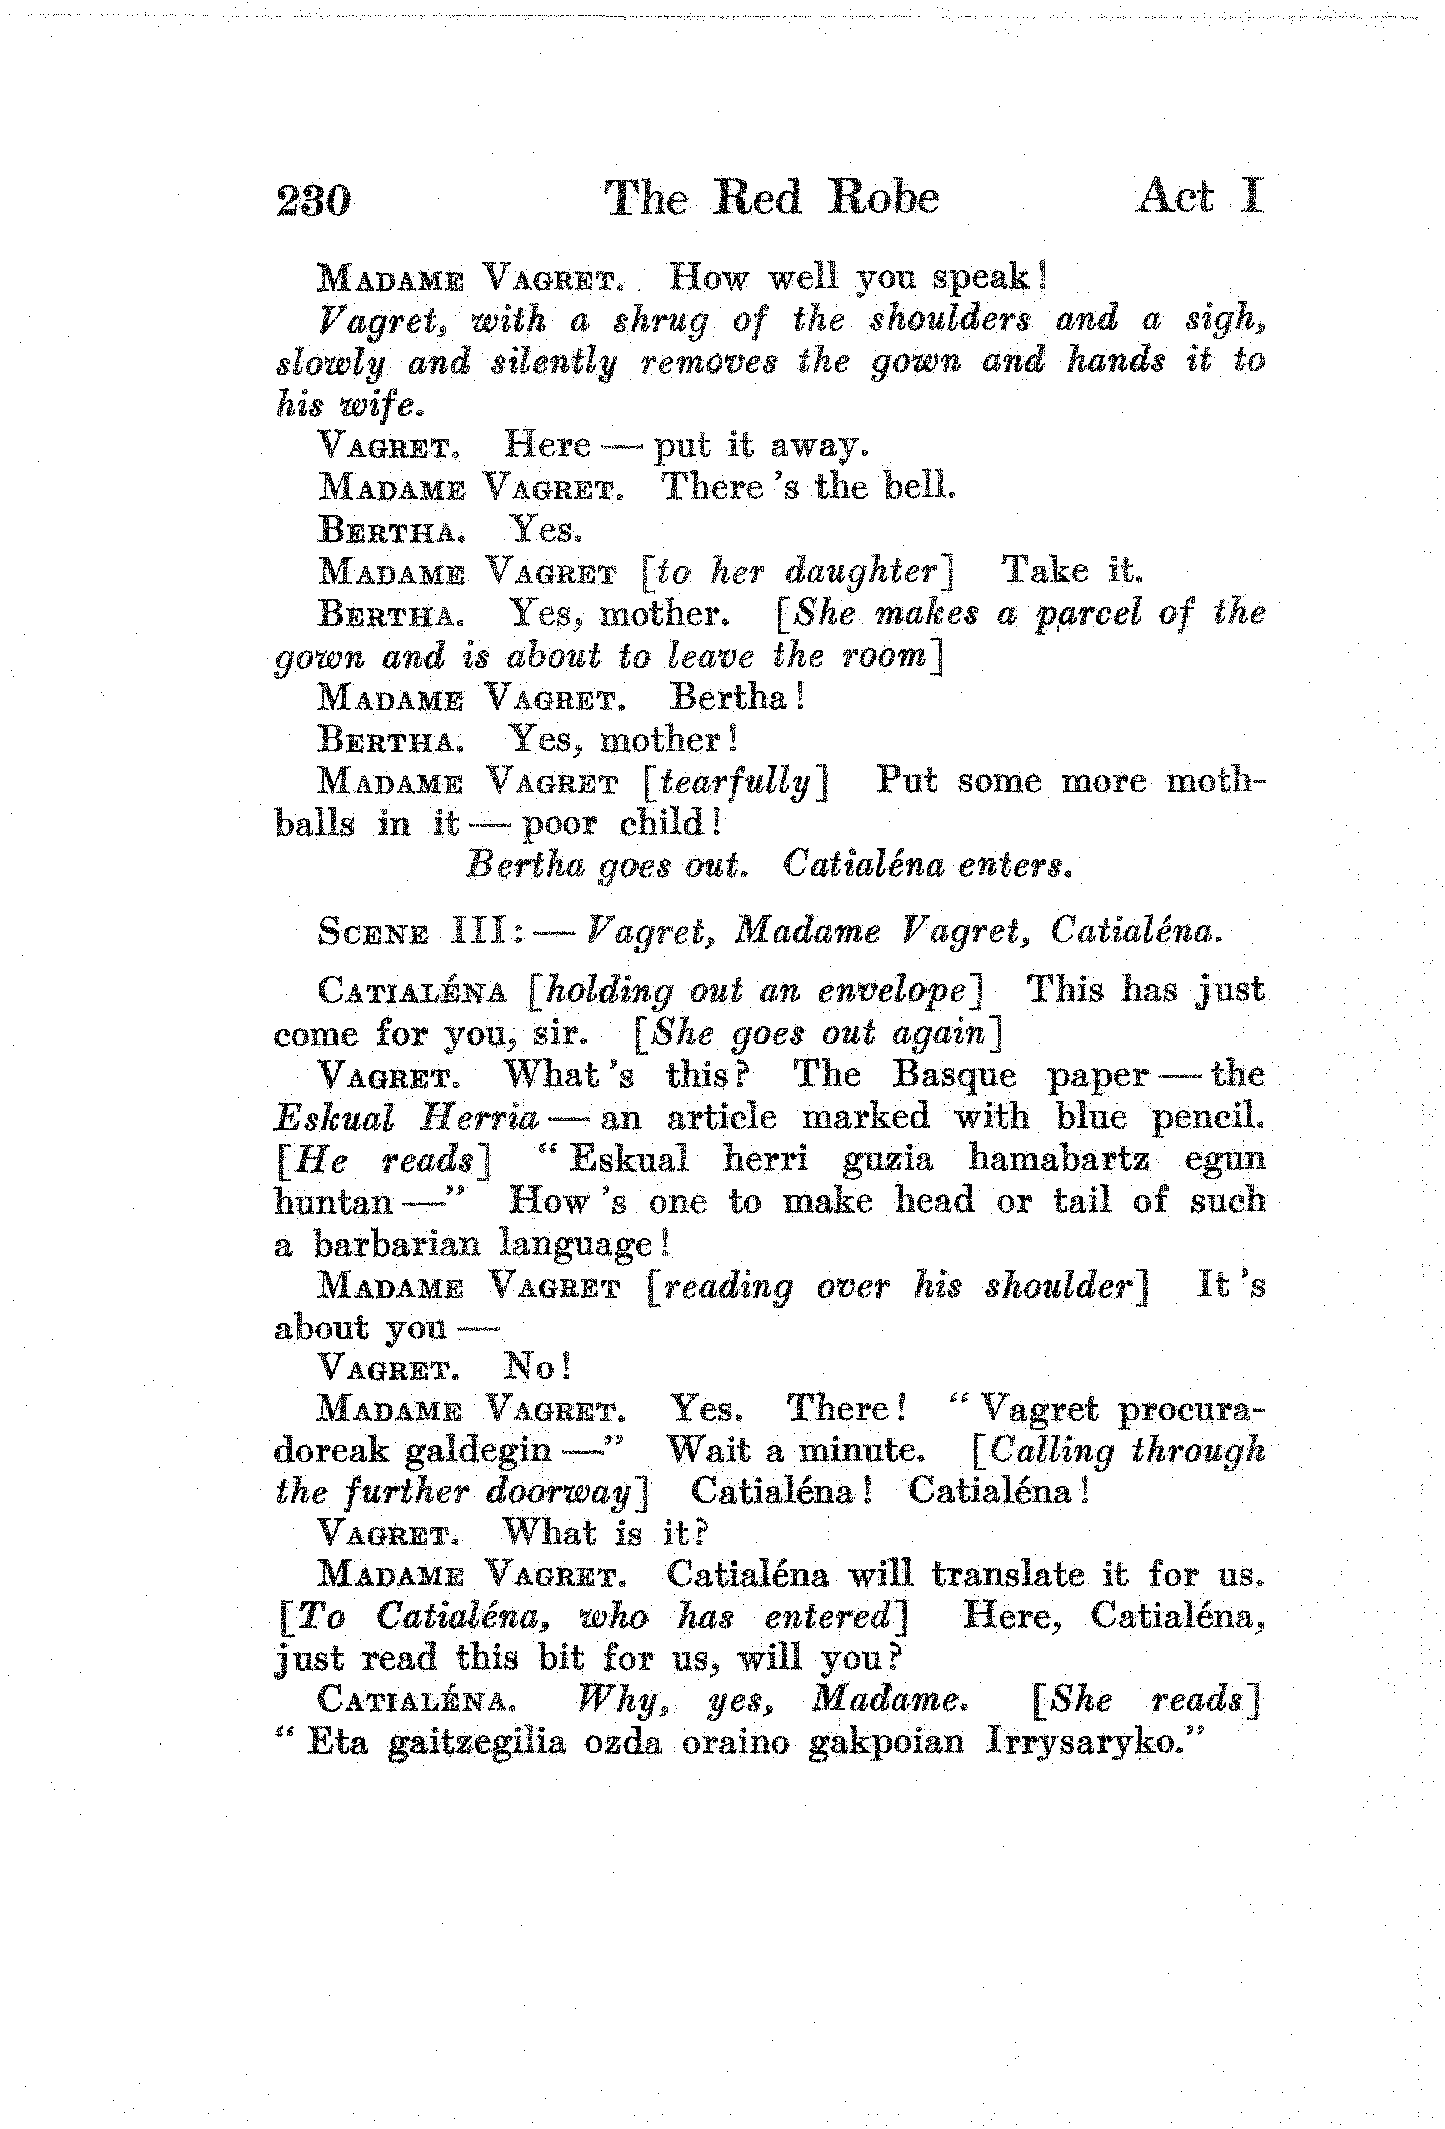 230 The Red Robe Act I
MADAME VAGRET. How well you speak!
Vagret, with a shrug of the shoulders and a sigh,
slowly and silently removes the gown and hands it to
his wife.
VAGRET. Here — put it away.
MADAME VAGRET. There's the bell.
BERTHA. Yes.
MADAME VAGRET [to her daughter] Take it.
BERTHA. Yes, mother. [She makes a parcel of the
gown and is about to leave the room]
MADAME VAGRET. Bertha!
BERTHA. Yes, mother!
MADAME VAGRET [tearfully] Put some more moth-
balls in it — poor child!
Bertha goes out. Catialéna enters.
SCENE III: — Vagret, Madame Vagret, Catialéna.
CATIALÉNA [holding out an envelope] This has just
come for you, sir. [She goes out again]
VAGRET. What's this? The Basque paper — the
Eskual Herria — an article marked with blue pencil.
[He reads] "Eskual herri guzia hamabartz egun
huntan —" How's one to make head or tail of such
a barbarian language!
MADAME VAGRET [reading over his shoulder] It's
about you —
VAGRET. No!
MADAME VAGRET. Yes. There! "Vagret procura-
doreak galdegin —" Wait a minute. [Calling through
the further doorway] Catialéna! Catialéna!
VAGRET. What is it?
MADAME VAGRET. Catialéna will translate it for us.
[To Catialéna, who has entered] Here, Catialéna,
just read this bit for us, will you?
CATIALÉNA. Why, yes, Madame. [She reads]
"Eta gaitzegilia ozda oraino gakpoian Irrysaryko."